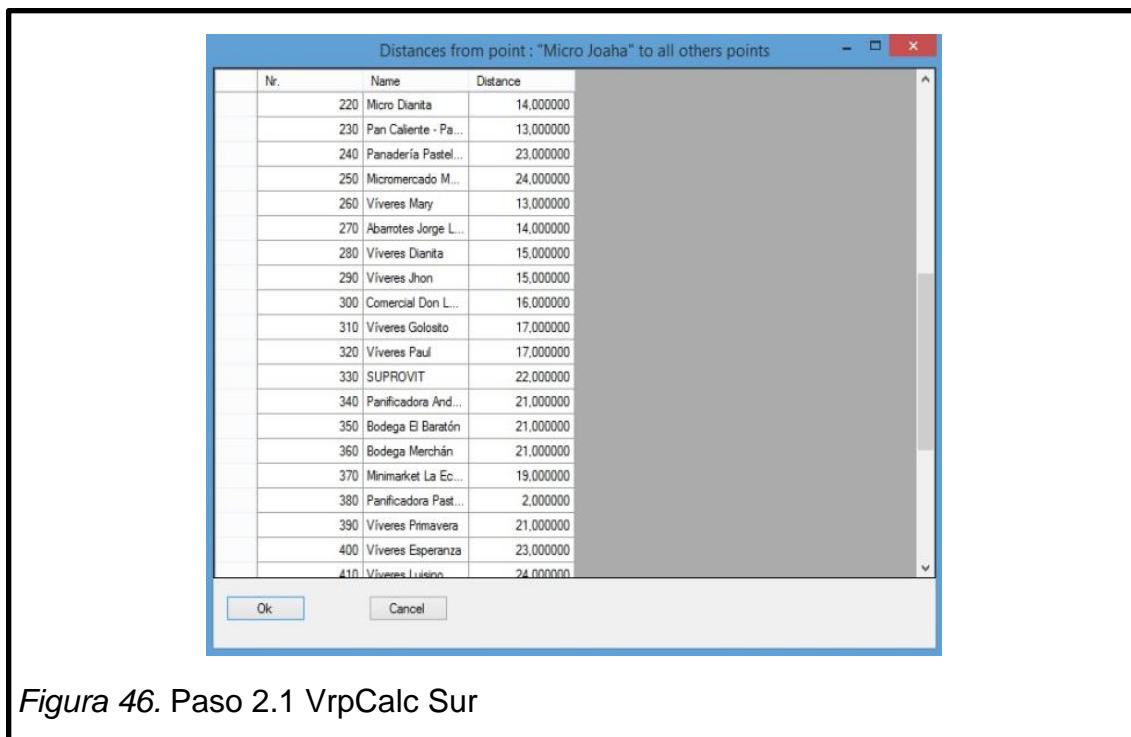 Distances from point : "Micro Joaha" to all others points
Nr. Name Distance
220 Micro Dianita 14,000000
230 Pan Caliente - Pa... 13,000000
240 Panadería Pastel... 23,000000
250 Micromercado M... 24,000000
260 Víveres Mary 13,000000
270 Abarrotes Jorge L... 14,000000
280 Víveres Dianita 15,000000
290 Víveres Jhon 15,000000
300 Comercial Don L... 16,000000
310 Víveres Golosito 17,000000
320 Víveres Paul 17,000000
330 SUPROVIT 22,000000
340 Panificadora And... 21,000000
350 Bodega El Baratón 21,000000
360 Bodega Merchán 21,000000
370 Minimarket La Ec... 19,000000
380 Panificadora Past... 2,000000
390 Víveres Primavera 21,000000
400 Víveres Esperanza 23,000000
410 Víveres Luisino 24,000000
Ok Cancel
Figura 46. Paso 2.1 VrpCalc Sur